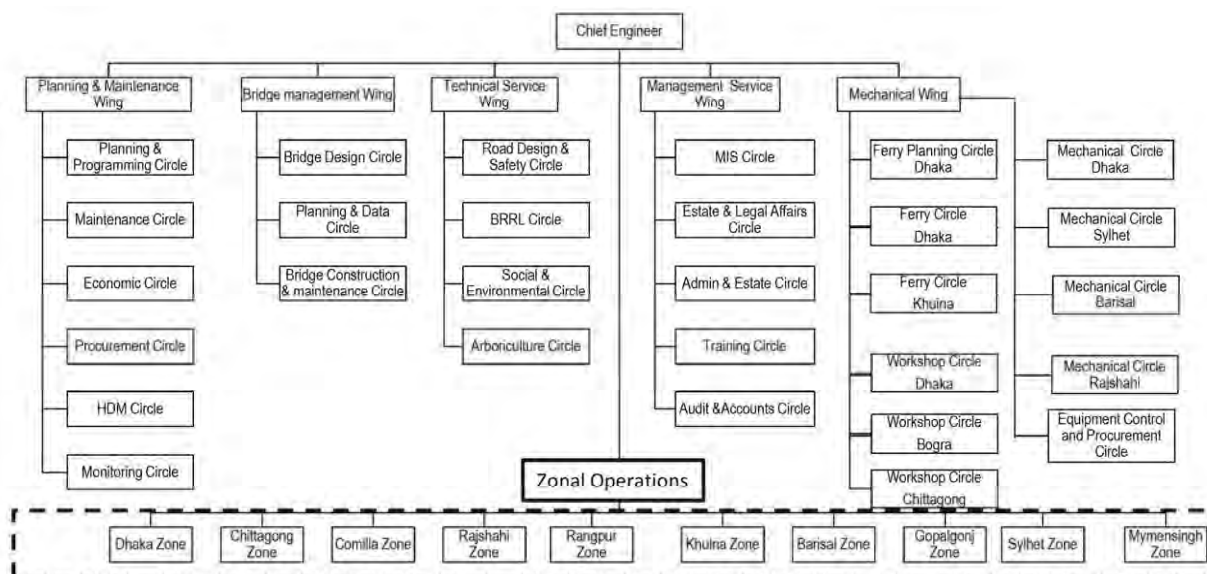 Chief Engineer
Planning & Maintenance
Wing
Bridge management Wing
Technical Service
Wing
Management Service
Wing
Mechanical Wing
Planning &
Programming Circle
Maintenance Circle
Economic Circle
Procurement Circle
HDM Circle
Monitoring Circle
Bridge Design Circle
Planning & Data
Circle
Bridge Construction
& maintenance Circle
Road Design &
Safety Circle
BRRL Circle
Social &
Environmental Circle
Arboriculture Circle
MIS Circle
Estate & Legal Affairs
Circle
Admin & Estate Circle
Training Circle
Audit &Accounts Circle
Ferry Planning Circle
Dhaka
Ferry Circle
Dhaka
Ferry Circle
Khulna
Workshop Circle
Dhaka
Workshop Circle
Bogra
Workshop Circle
Chittagong
Mechanical Circle
Dhaka
Mechanical Circle
Sylhet
Mechanical Circle
Barisal
Mechanical Circle
Rajshahi
Equipment Control
and Procurement
Circle
Zonal Operations
Dhaka Zone
Chittagong
Zone
Comilla Zone
Rajshahi
Zone
Rangpur
Zone
Khulna Zone
Barisal Zone
Gopalgonj
Zone
Sylhet Zone
Mymensingh
Zone